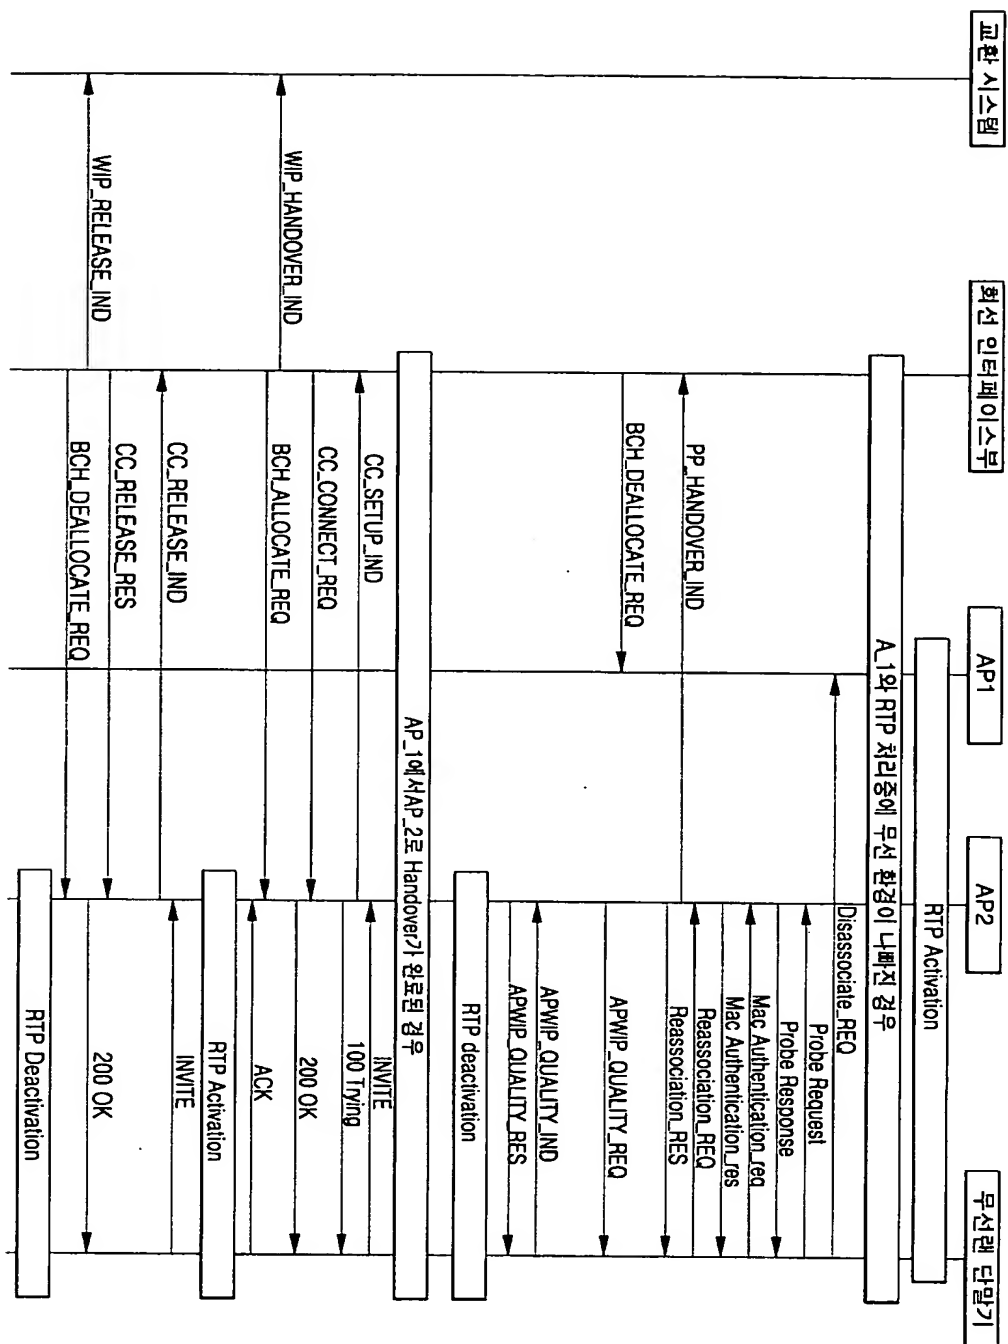 교환 시스템
회선 인터페이스부
AP1
AP2
무선랜 단말기
RTP Activation
A_1와 RTP 처리중에 무선 환경이 나빠진 경우
Disassociate_REQ
Probe Request
Probe Response
Mac Authentication_req
Mac Authentication_res
Reassociation_REQ
PP_HANDOVER_IND
Reassociation_RES
BCH_DEALLOCATE_REQ
APWIP_QUALITY_REQ
APWIP_QUALITY_IND
APWIP_QUALITY_RES
RTP deactivation
AP_1에서AP_2로 Handover가 완료된 경우
INVITE
CC_SETUP_IND
100 Trying
CC_CONNECT_REQ
200 OK
WIP_HANDOVER_IND
BCH_ALLOCATE_REQ
ACK
RTP Activation
INVITE
CC_RELEASE_IND
CC_RELEASE_RES
WIP_RELEASE_IND
200 OK
BCH_DEALLOCATE_REQ
RTP Deactivation